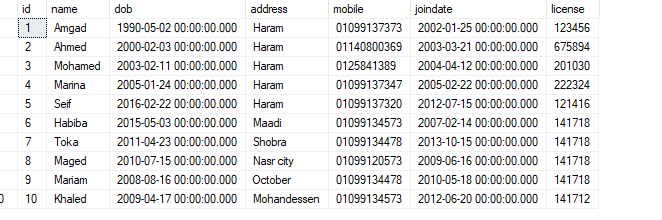 id name dob address mobile joindate license
1 Amgad 1990-05-02 00:00:00.000 Haram 01099137373 2002-01-25 00:00:00.000 123456
2 Ahmed 2000-02-03 00:00:00.000 Haram 01140800369 2003-03-21 00:00:00.000 675894
3 Mohamed 2003-02-11 00:00:00.000 Haram 0125841389 2004-04-12 00:00:00.000 201030
4 Marina 2005-01-24 00:00:00.000 Haram 01099137347 2005-02-22 00:00:00.000 222324
5 Seif 2016-02-22 00:00:00.000 Haram 01099137320 2012-07-15 00:00:00.000 121416
6 Habiba 2015-05-03 00:00:00.000 Maadi 01099134573 2007-02-14 00:00:00.000 141718
7 Toka 2011-04-23 00:00:00.000 Shobra 01099134478 2013-10-15 00:00:00.000 141718
8 Maged 2010-07-15 00:00:00.000 Nasr city 01099120573 2009-06-16 00:00:00.000 141718
9 Mariam 2008-08-16 00:00:00.000 October 01099134478 2010-05-18 00:00:00.000 141718
0 10 Khaled 2009-04-17 00:00:00.000 Mohandessen 01099134573 2012-06-20 00:00:00.000 141712